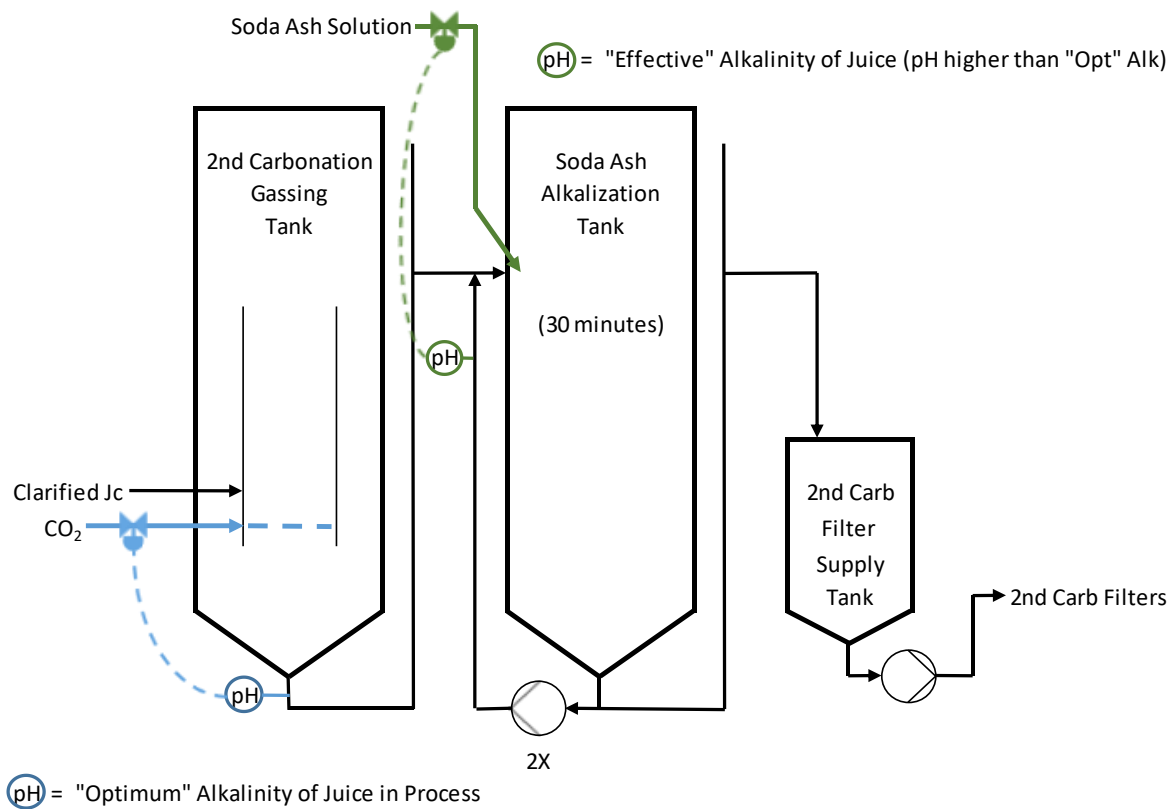 Soda Ash Solution
pH = "Effective" Alkalinity of Juice (pH higher than "Opt" Alk)
2nd Carbonation
Gassing
Tank
Soda Ash
Alkalization
Tank
(30 minutes)
pH
Clarified Jc
CO₂
2nd Carb
Filter
Supply
Tank
2nd Carb Filters
pH
2X
pH = "Optimum" Alkalinity of Juice in Process